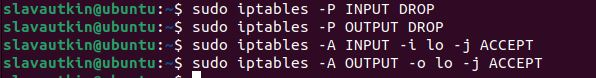 slavautkin@ubuntu:~$ sudo iptables -P INPUT DROP
slavautkin@ubuntu:~$ sudo iptables -P OUTPUT DROP
slavautkin@ubuntu:~$ sudo iptables -A INPUT -i lo -j ACCEPT
slavautkin@ubuntu:~$ sudo iptables -A OUTPUT -o lo -j ACCEPT
slavautkin@ubuntu:~$